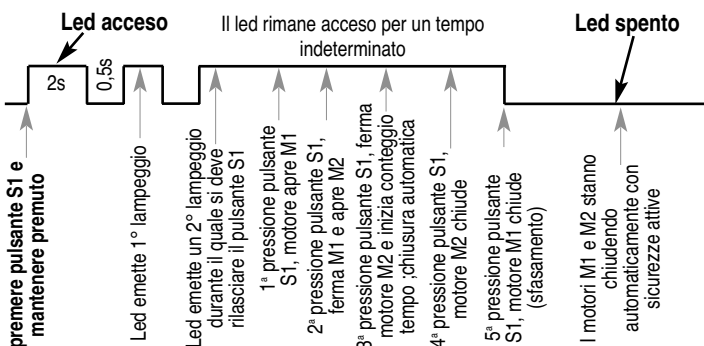 Led acceso
Il led rimane acceso per un tempo
indeterminato
Led spento
2s
0,5s
premere pulsante S1 e
mantenere premuto
Led emette 1° lampeggio
Led emette un 2° lampeggio
durante il quale si deve
rilasciare il pulsante S1
1ª pressione pulsante
S1, motore apre M1
2ª pressione pulsante S1,
ferma M1 e apre M2
3ª pressione pulsante S1, ferma
motore M2 e inizia conteggio
tempo ,chiusura automatica
4ª pressione pulsante S1,
motore M2 chiude
5ª pressione pulsante
S1, motore M1 chiude
(sfasamento)
I motori M1 e M2 stanno
chiudendo
automaticamente con
sicurezze attive